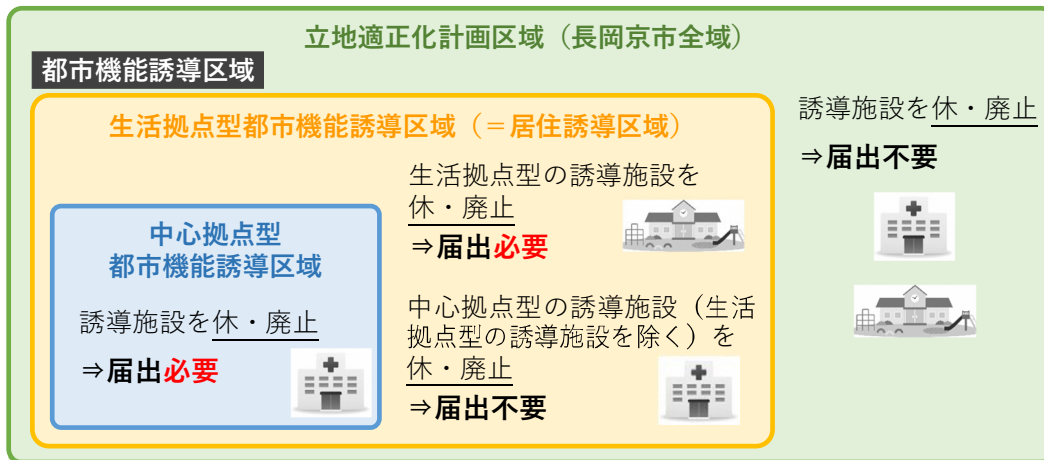 立地適正化計画区域（長岡京市全域）
都市機能誘導区域
生活拠点型都市機能誘導区域（＝居住誘導区域）
中心拠点型
都市機能誘導区域
誘導施設を休・廃止
⇒届出必要
生活拠点型の誘導施設を
休・廃止
⇒届出必要
中心拠点型の誘導施設（生活
拠点型の誘導施設を除く）を
休・廃止
⇒届出不要
誘導施設を休・廃止
⇒届出不要